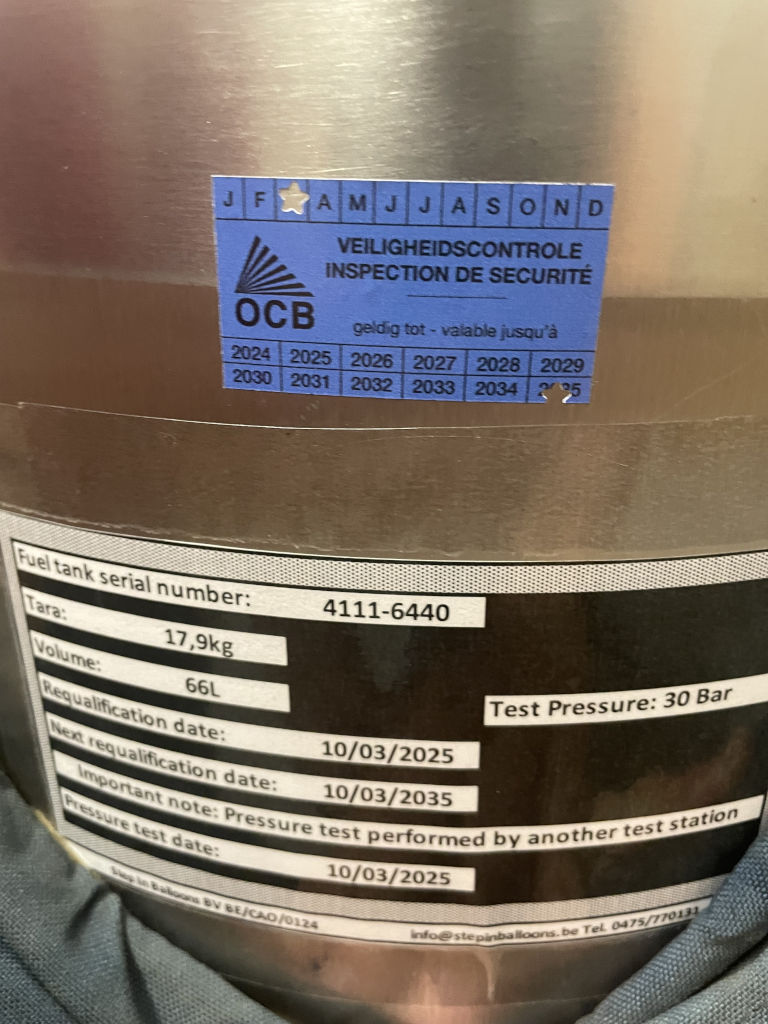 J F A M J J A S O N D
VEILIGHEIDSCONTROLE
INSPECTION DE SECURITÉ
OCB
geldig tot - valable jusqu'à
2024 2025 2026 2027 2028 2029
2030 2031 2032 2033 2034
Fuel tank serial number: 4111-6440
Tara: 17,9kg
Volume: 66L
Test Pressure: 30 Bar
Requalification date: 10/03/2025
Next requalification date: 10/03/2035
Important note: Pressure test performed by another test station
Pressure test date: 10/03/2025
Step In Balloons BV BE/CAO/0124
info@stepinballoons.be Tel. 0475/770131